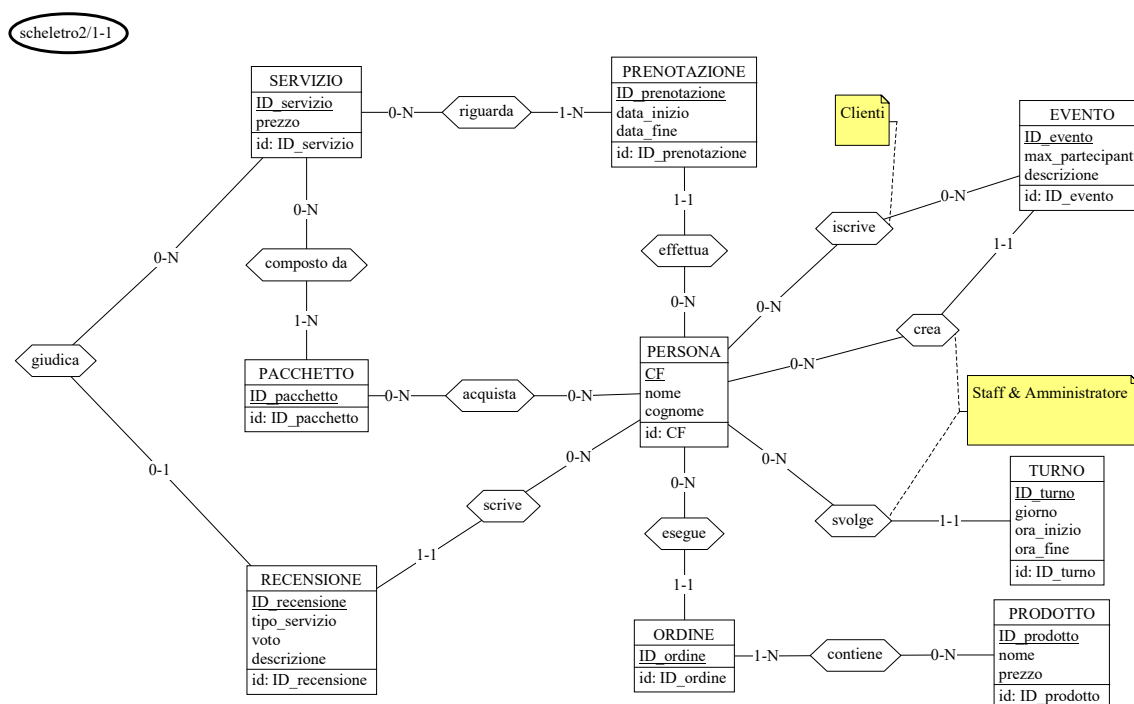 scheletro2/1-1
SERVIZIO
ID_servizio
prezzo
id: ID_servizio
0-N
riguarda
1-N
PRENOTAZIONE
ID_prenotazione
data_inizio
data_fine
id: ID_prenotazione
Clienti
EVENTO
ID_evento
max_partecipant
descrizione
id: ID_evento
0-N
iscrive
0-N
1-1
effettua
0-N
0-N
composto da
1-N
0-N
giudica
0-1
1-1
crea
0-N
PERSONA
CF
nome
cognome
id: CF
PACCHETTO
ID_pacchetto
id: ID_pacchetto
0-N
acquista
0-N
Staff & Amministratore
0-N
scrive
1-1
0-N
esegue
1-1
0-N
svolge
1-1
TURNO
ID_turno
giorno
ora_inizio
ora_fine
id: ID_turno
RECENSIONE
ID_recensione
tipo_servizio
voto
descrizione
id: ID_recensione
ORDINE
ID_ordine
id: ID_ordine
1-N
contiene
0-N
PRODOTTO
ID_prodotto
nome
prezzo
id: ID_prodotto